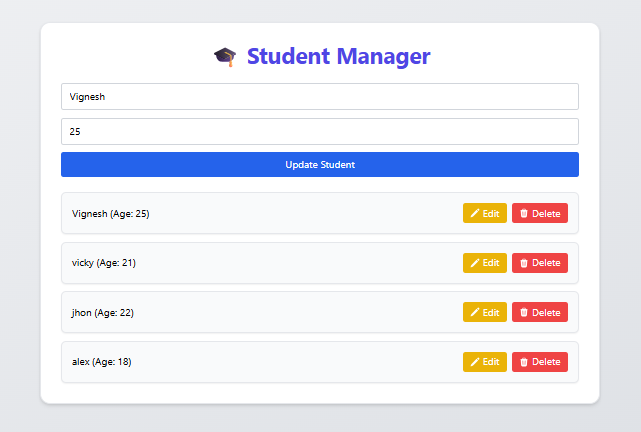 Student Manager
Vignesh
25
Update Student
Vignesh (Age: 25) Edit Delete
vicky (Age: 21) Edit Delete
jhon (Age: 22) Edit Delete
alex (Age: 18) Edit Delete